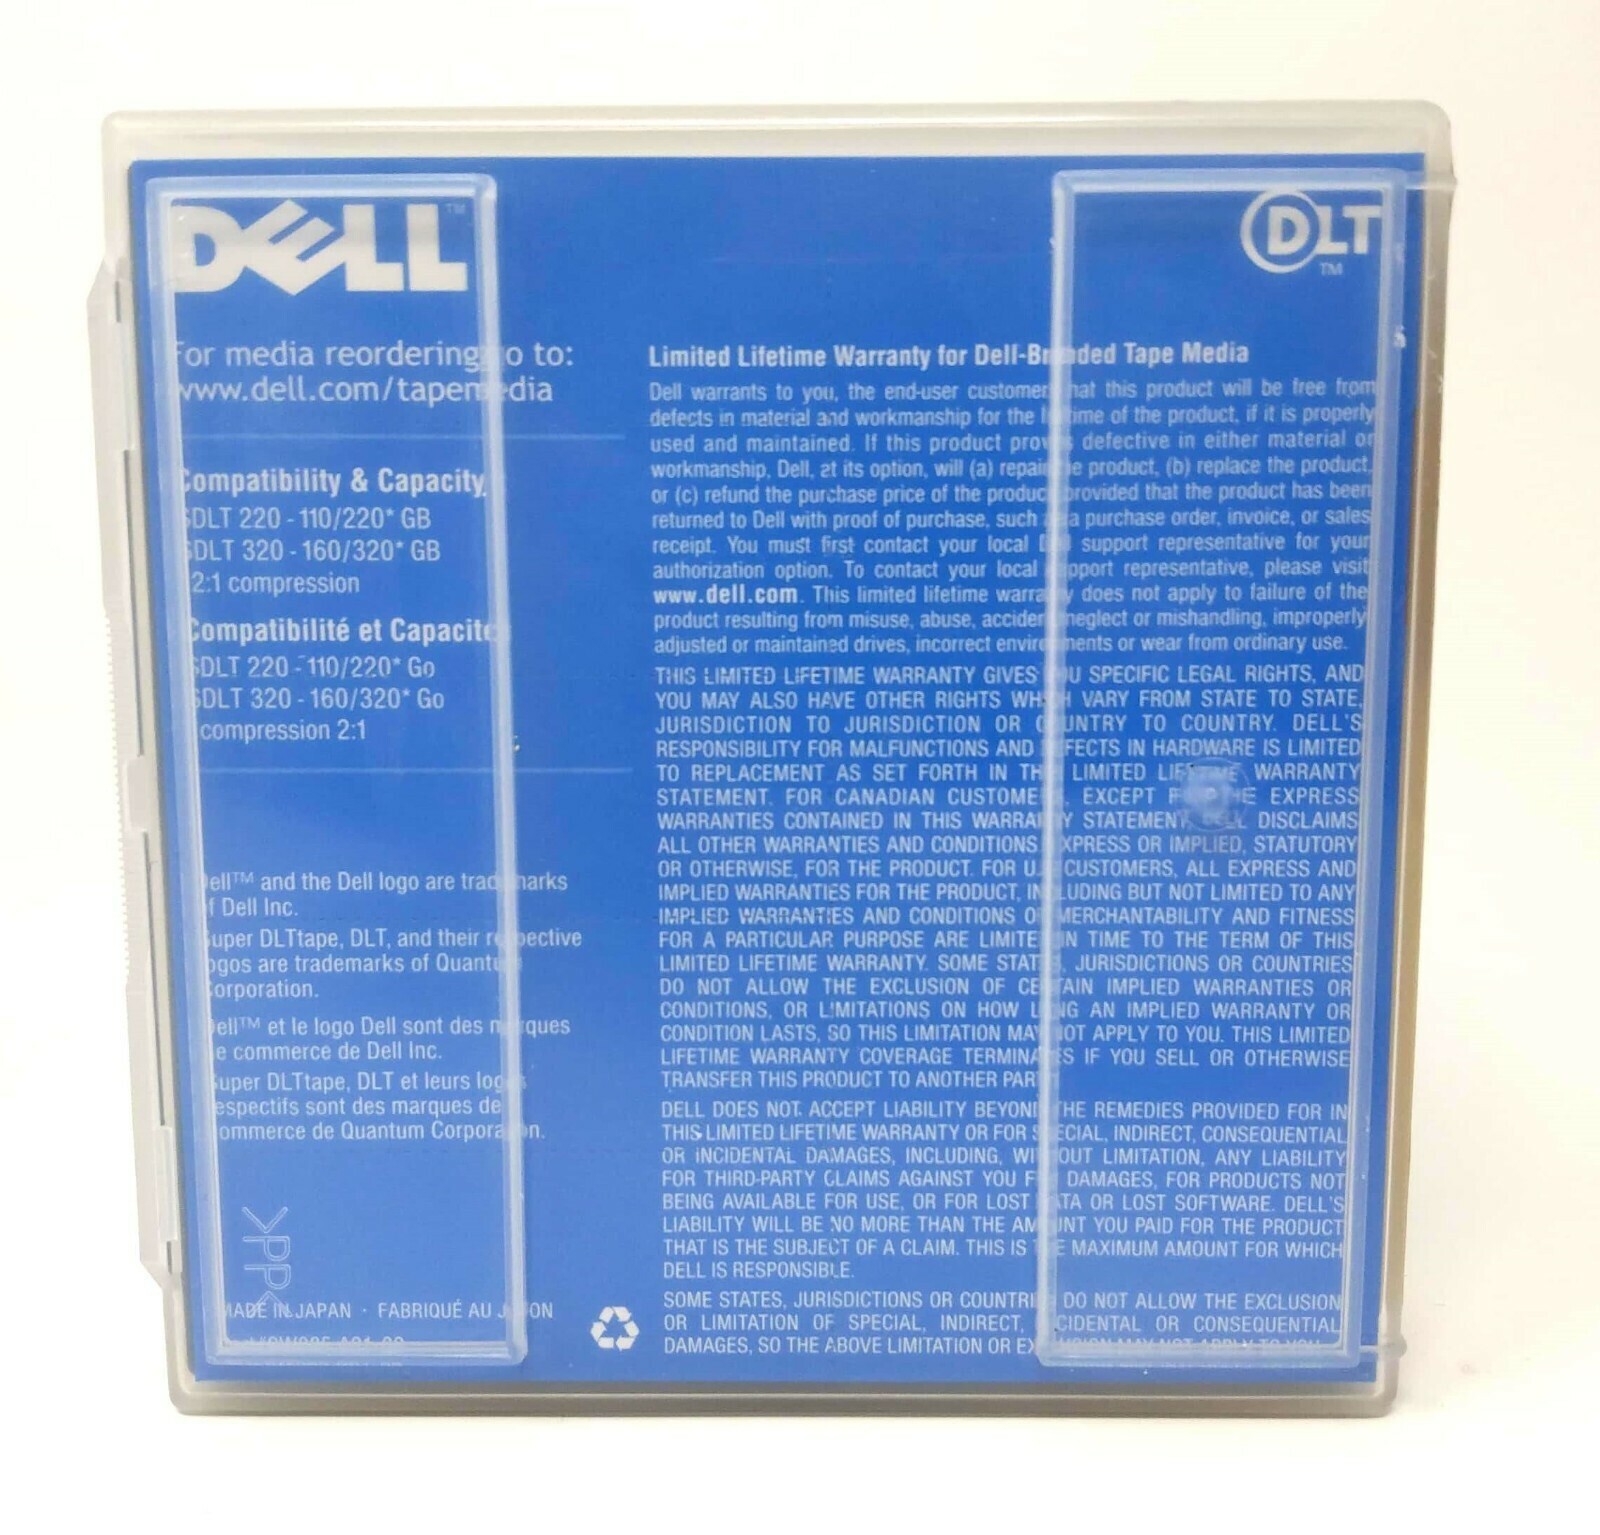 DELL™
DLT™
For media reordering go to:
www.dell.com/tapemedia
Compatibility & Capacity
SDLT 220 - 110/220* GB
SDLT 320 - 160/320* GB
2:1 compression
Compatibilité et Capacité
SDLT 220 - 110/220* Go
SDLT 320 - 160/320* Go
compression 2:1
Dell™ and the Dell logo are trademarks
of Dell Inc.
Super DLTtape, DLT, and their respective
logos are trademarks of Quantum
Corporation.
Dell™ et le logo Dell sont des marques
de commerce de Dell Inc.
Super DLTtape, DLT et leurs logos
respectifs sont des marques de
commerce de Quantum Corporation.
>PP<
MADE IN JAPAN · FABRIQUÉ AU JAPON
Limited Lifetime Warranty for Dell-Branded Tape Media
Dell warrants to you, the end-user customer that this product will be free from
defects in material and workmanship for the lifetime of the product, if it is properly
used and maintained. If this product proves defective in either material or
workmanship, Dell, at its option, will (a) repair the product, (b) replace the product,
or (c) refund the purchase price of the product provided that the product has been
returned to Dell with proof of purchase, such as a purchase order, invoice, or sales
receipt. You must first contact your local Dell support representative for your
authorization option. To contact your local support representative, please visit
www.dell.com. This limited lifetime warranty does not apply to failure of the
product resulting from misuse, abuse, accident, neglect or mishandling, improperly
adjusted or maintained drives, incorrect environments or wear from ordinary use.
THIS LIMITED LIFETIME WARRANTY GIVES YOU SPECIFIC LEGAL RIGHTS, AND
YOU MAY ALSO HAVE OTHER RIGHTS WHICH VARY FROM STATE TO STATE,
JURISDICTION TO JURISDICTION OR COUNTRY TO COUNTRY. DELL'S
RESPONSIBILITY FOR MALFUNCTIONS AND DEFECTS IN HARDWARE IS LIMITED
TO REPLACEMENT AS SET FORTH IN THIS LIMITED LIFETIME WARRANTY
STATEMENT. FOR CANADIAN CUSTOMERS, EXCEPT FOR THE EXPRESS
WARRANTIES CONTAINED IN THIS WARRANTY STATEMENT, DELL DISCLAIMS
ALL OTHER WARRANTIES AND CONDITIONS, EXPRESS OR IMPLIED, STATUTORY
OR OTHERWISE, FOR THE PRODUCT. FOR U.S. CUSTOMERS, ALL EXPRESS AND
IMPLIED WARRANTIES FOR THE PRODUCT, INCLUDING BUT NOT LIMITED TO ANY
IMPLIED WARRANTIES AND CONDITIONS OF MERCHANTABILITY AND FITNESS
FOR A PARTICULAR PURPOSE ARE LIMITED IN TIME TO THE TERM OF THIS
LIMITED LIFETIME WARRANTY. SOME STATES, JURISDICTIONS OR COUNTRIES
DO NOT ALLOW THE EXCLUSION OF CERTAIN IMPLIED WARRANTIES OR
CONDITIONS, OR LIMITATIONS ON HOW LONG AN IMPLIED WARRANTY OR
CONDITION LASTS, SO THIS LIMITATION MAY NOT APPLY TO YOU. THIS LIMITED
LIFETIME WARRANTY COVERAGE TERMINATES IF YOU SELL OR OTHERWISE
TRANSFER THIS PRODUCT TO ANOTHER PARTY.
DELL DOES NOT ACCEPT LIABILITY BEYOND THE REMEDIES PROVIDED FOR IN
THIS LIMITED LIFETIME WARRANTY OR FOR SPECIAL, INDIRECT, CONSEQUENTIAL
OR INCIDENTAL DAMAGES, INCLUDING, WITHOUT LIMITATION, ANY LIABILITY
FOR THIRD-PARTY CLAIMS AGAINST YOU FOR DAMAGES, FOR PRODUCTS NOT
BEING AVAILABLE FOR USE, OR FOR LOST DATA OR LOST SOFTWARE. DELL'S
LIABILITY WILL BE NO MORE THAN THE AMOUNT YOU PAID FOR THE PRODUCT
THAT IS THE SUBJECT OF A CLAIM. THIS IS THE MAXIMUM AMOUNT FOR WHICH
DELL IS RESPONSIBLE.
SOME STATES, JURISDICTIONS OR COUNTRIES DO NOT ALLOW THE EXCLUSION
OR LIMITATION OF SPECIAL, INDIRECT, INCIDENTAL OR CONSEQUENTIAL
DAMAGES, SO THE ABOVE LIMITATION OR EXCLUSION MAY NOT APPLY TO YOU.